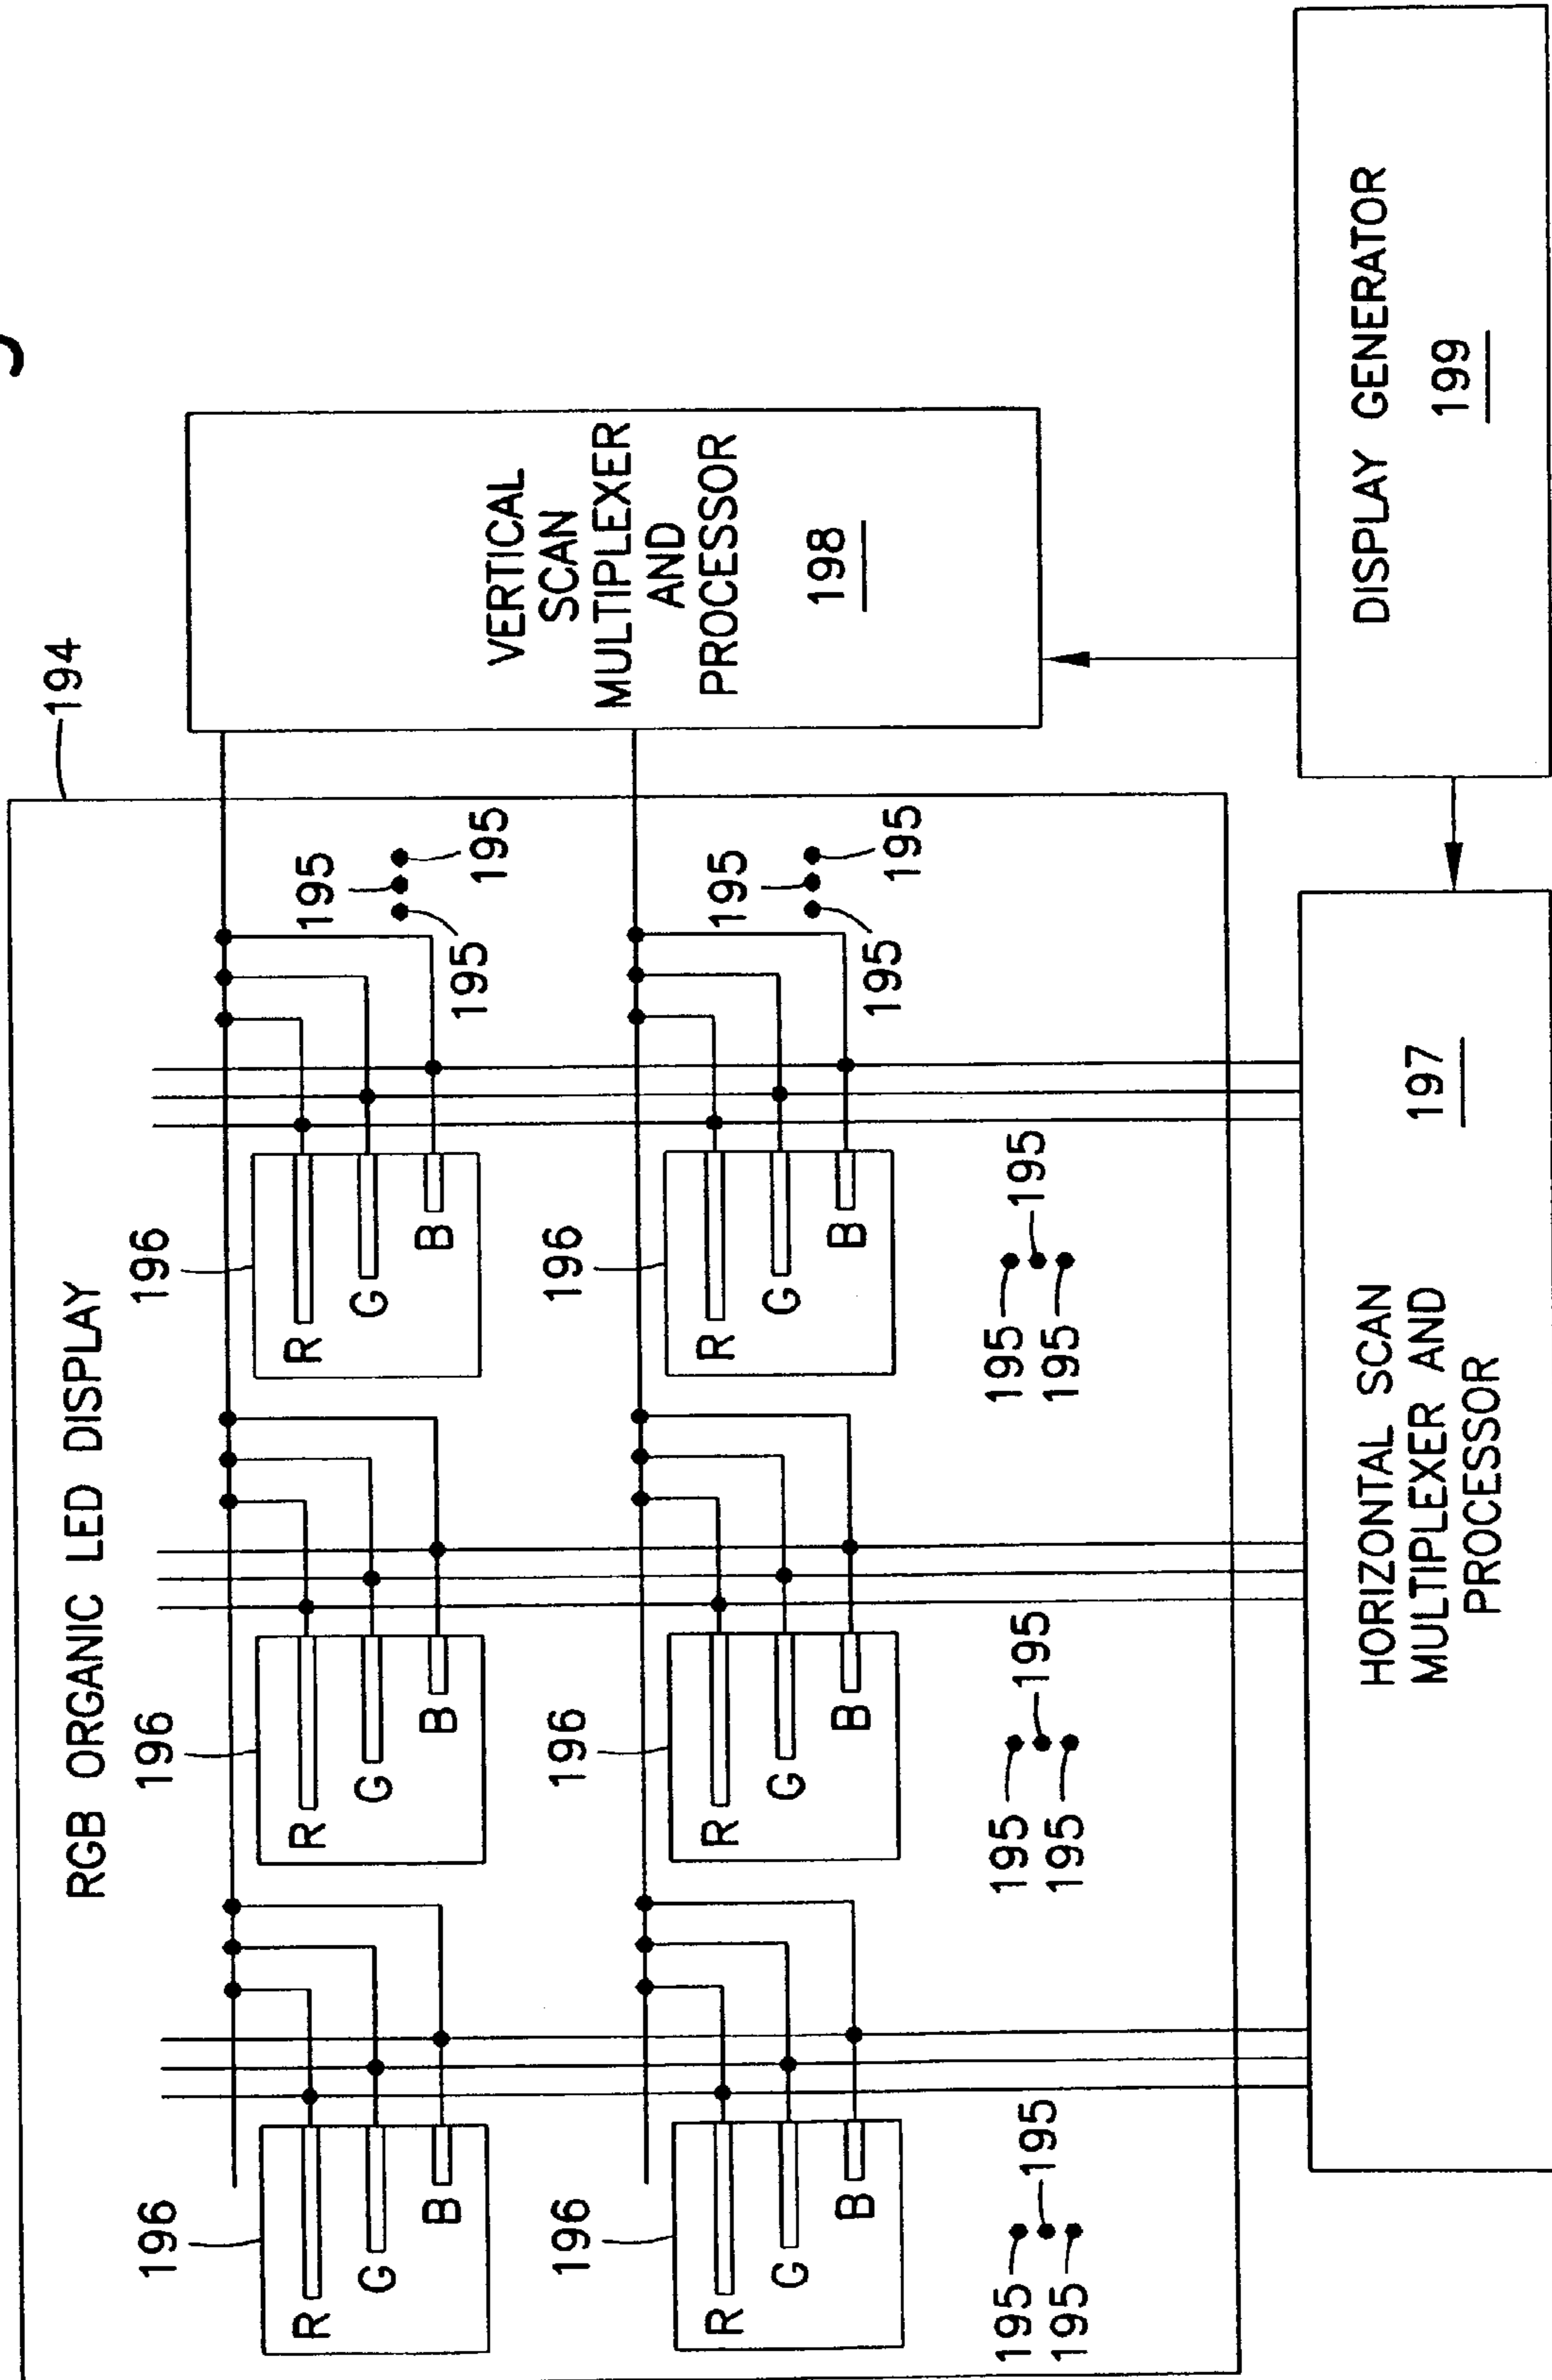 194
RGB ORGANIC LED DISPLAY
196
196
196
R
G
B
R
G
B
R
G
B
195
195
195
VERTICAL
SCAN
MULTIPLEXER
AND
PROCESSOR
198
196
196
196
R
G
B
R
G
B
R
G
B
195
195
195
195
195
195
195
195
195
195
195
195
HORIZONTAL SCAN
MULTIPLEXER AND
PROCESSOR
197
DISPLAY GENERATOR
199